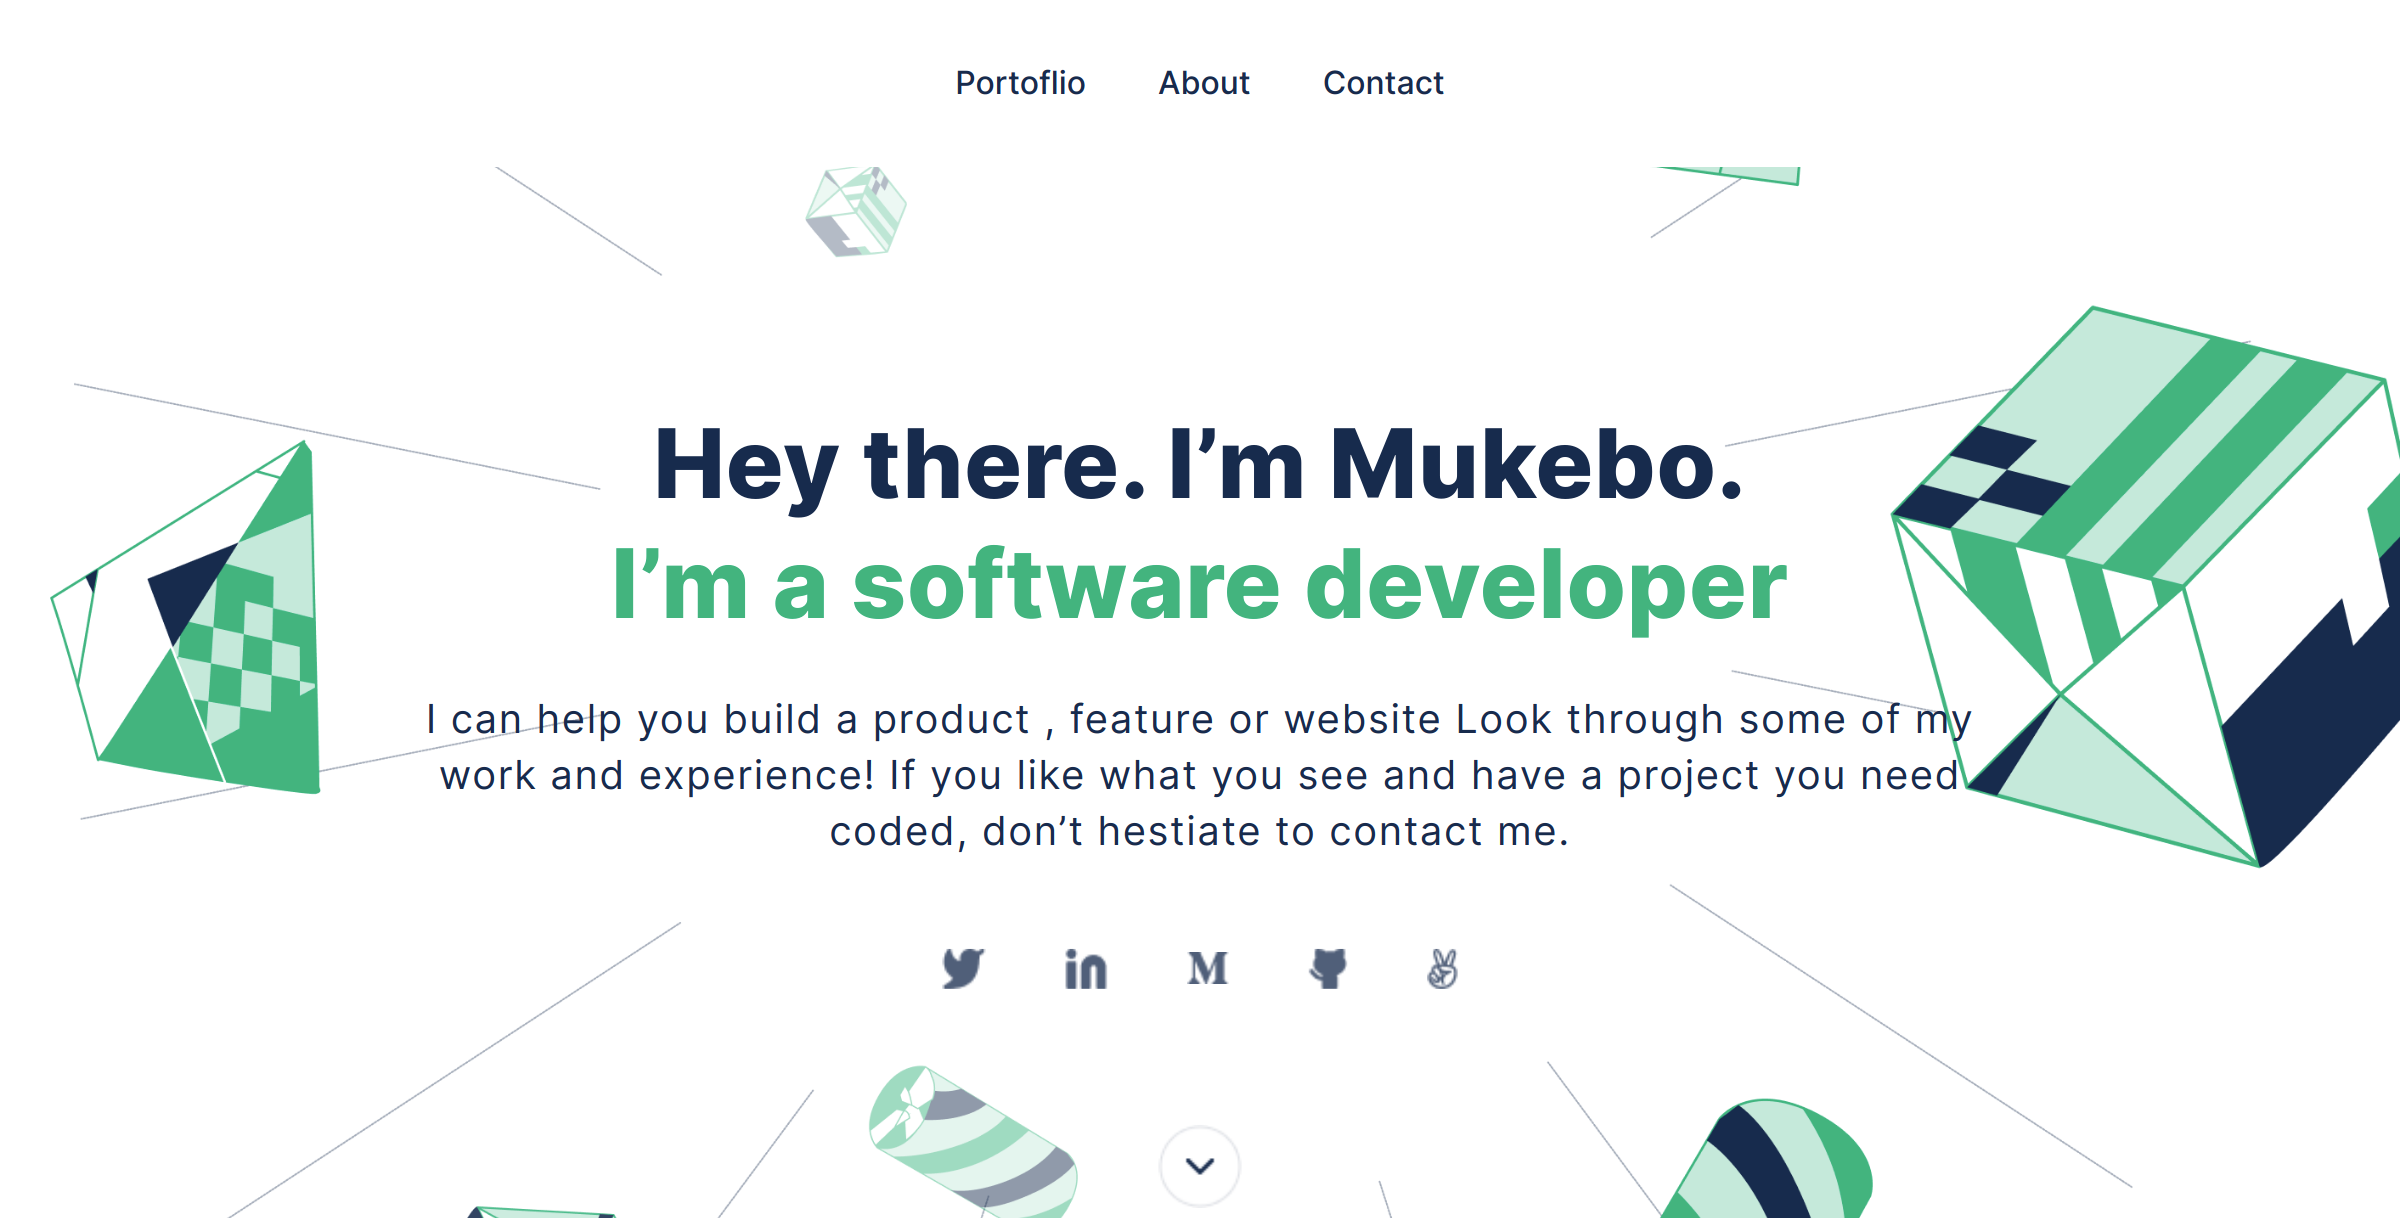 Portoflio About Contact
Hey there. I’m Mukebo.
I’m a software developer
I can help you build a product , feature or website Look through some of my
work and experience! If you like what you see and have a project you need
coded, don’t hestiate to contact me.